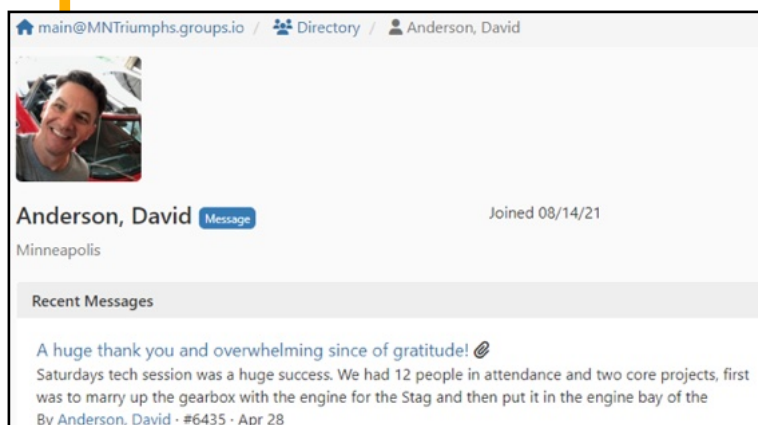 main@MNTriumphs.groups.io / Directory / Anderson, David
Anderson, David Message Joined 08/14/21
Minneapolis
Recent Messages
A huge thank you and overwhelming since of gratitude!
Saturdays tech session was a huge success. We had 12 people in attendance and two core projects, first
was to marry up the gearbox with the engine for the Stag and then put it in the engine bay of the
By Anderson, David · #6435 · Apr 28